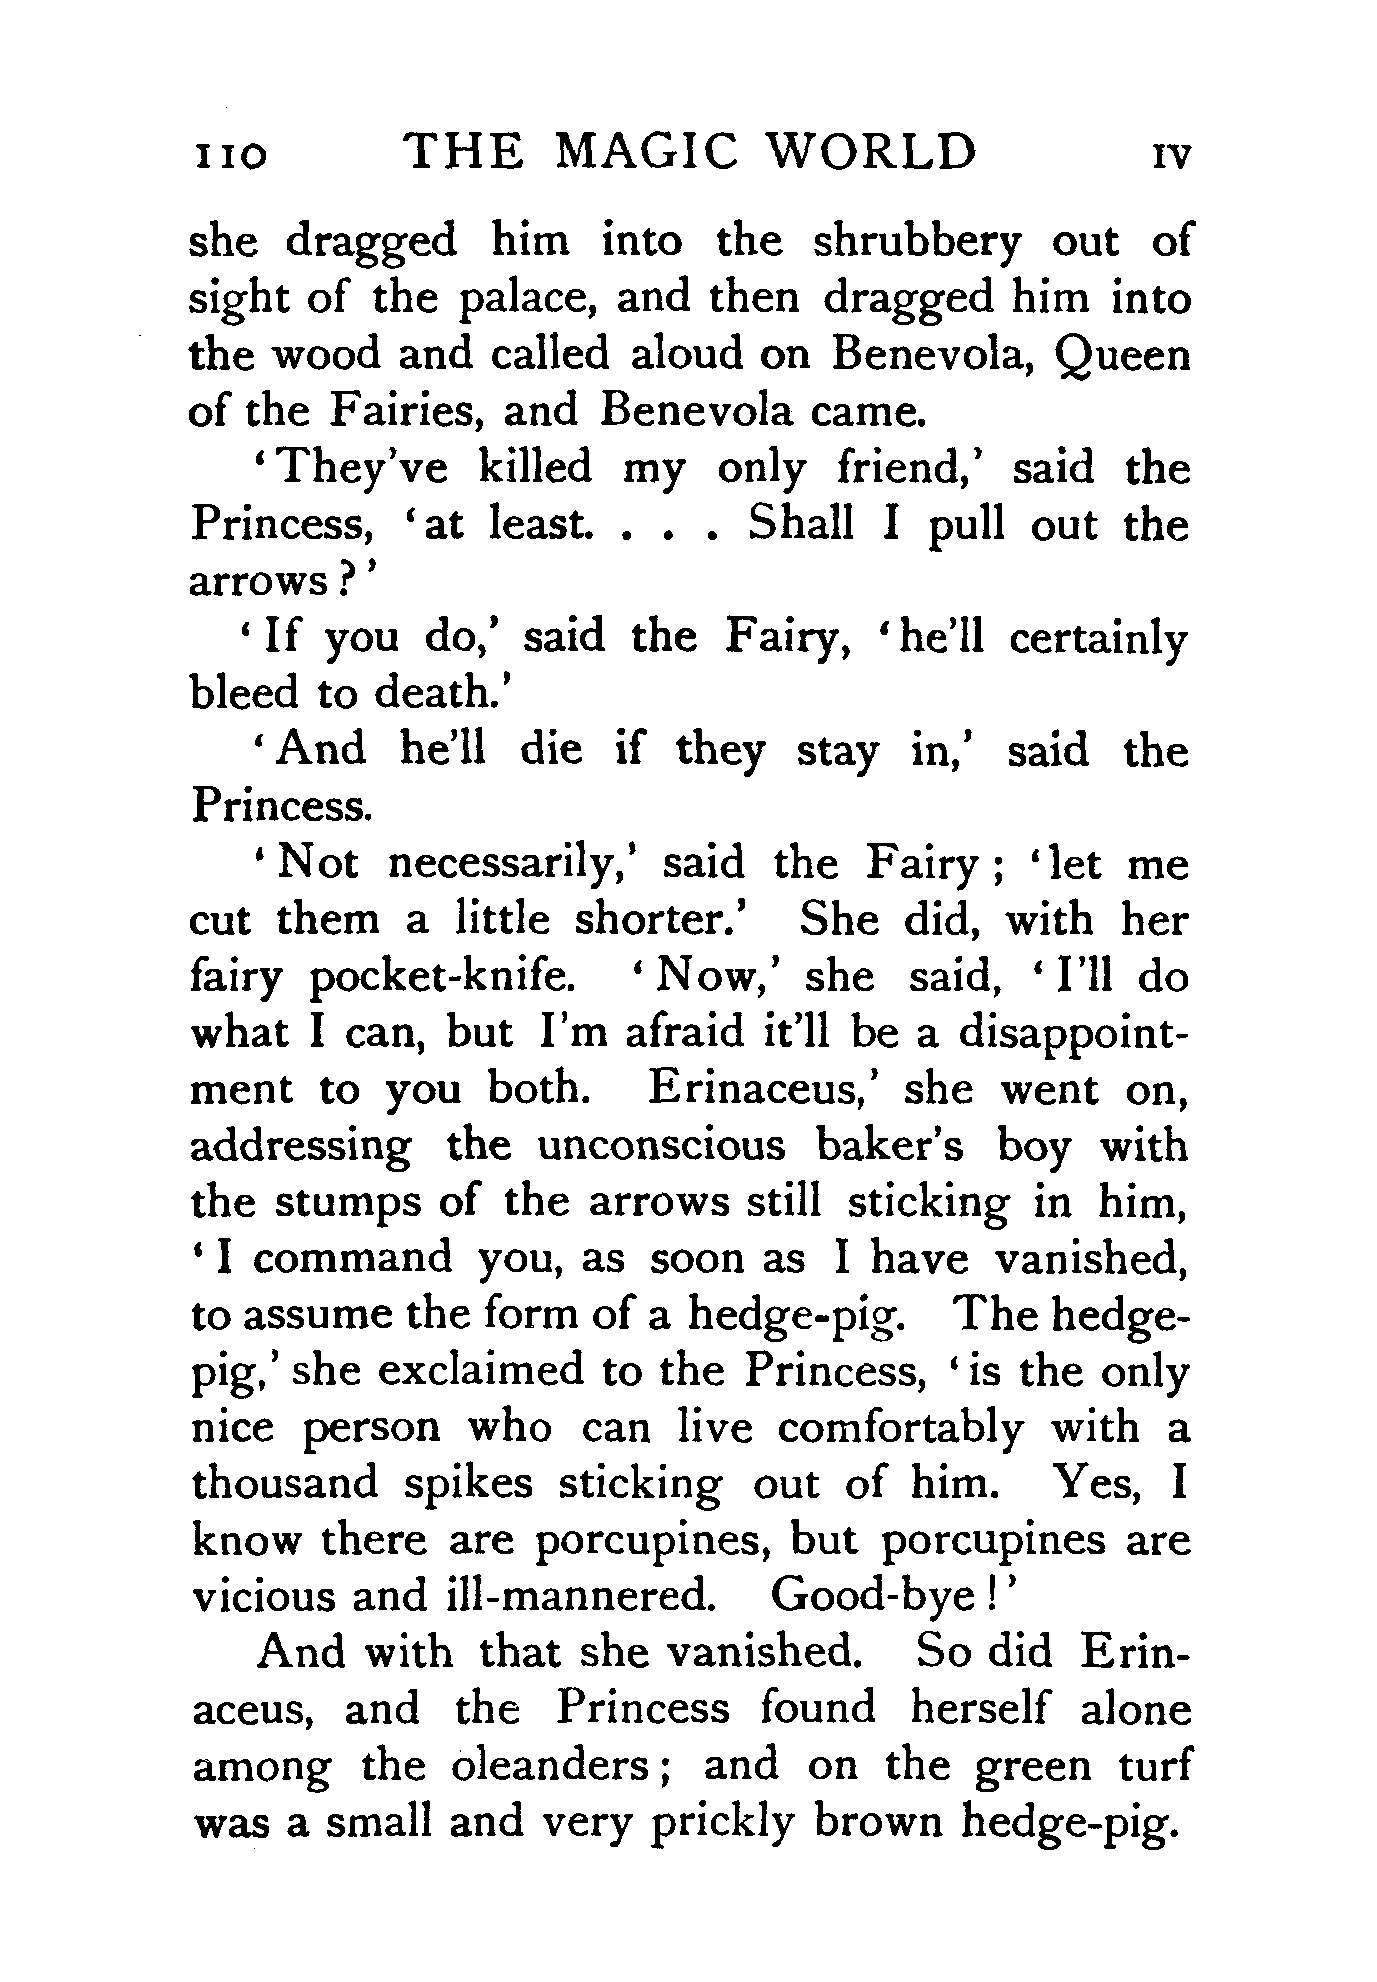 110 THE MAGIC WORLD IV
she dragged him into the shrubbery out of
sight of the palace, and then dragged him into
the wood and called aloud on Benevola, Queen
of the Fairies, and Benevola came.
‘They’ve killed my only friend,’ said the
Princess, ‘at least. . . . Shall I pull out the
arrows?’
‘If you do,’ said the Fairy, ‘he’ll certainly
bleed to death.’
‘And he’ll die if they stay in,’ said the
Princess.
‘Not necessarily,’ said the Fairy; ‘let me
cut them a little shorter.’ She did, with her
fairy pocket-knife. ‘Now,’ she said, ‘I’ll do
what I can, but I’m afraid it’ll be a disappoint-
ment to you both. Erinaceus,’ she went on,
addressing the unconscious baker’s boy with
the stumps of the arrows still sticking in him,
‘I command you, as soon as I have vanished,
to assume the form of a hedge-pig. The hedge-
pig,’ she exclaimed to the Princess, ‘is the only
nice person who can live comfortably with a
thousand spikes sticking out of him. Yes, I
know there are porcupines, but porcupines are
vicious and ill-mannered. Good-bye!’
And with that she vanished. So did Erin-
aceus, and the Princess found herself alone
among the oleanders; and on the green turf
was a small and very prickly brown hedge-pig.